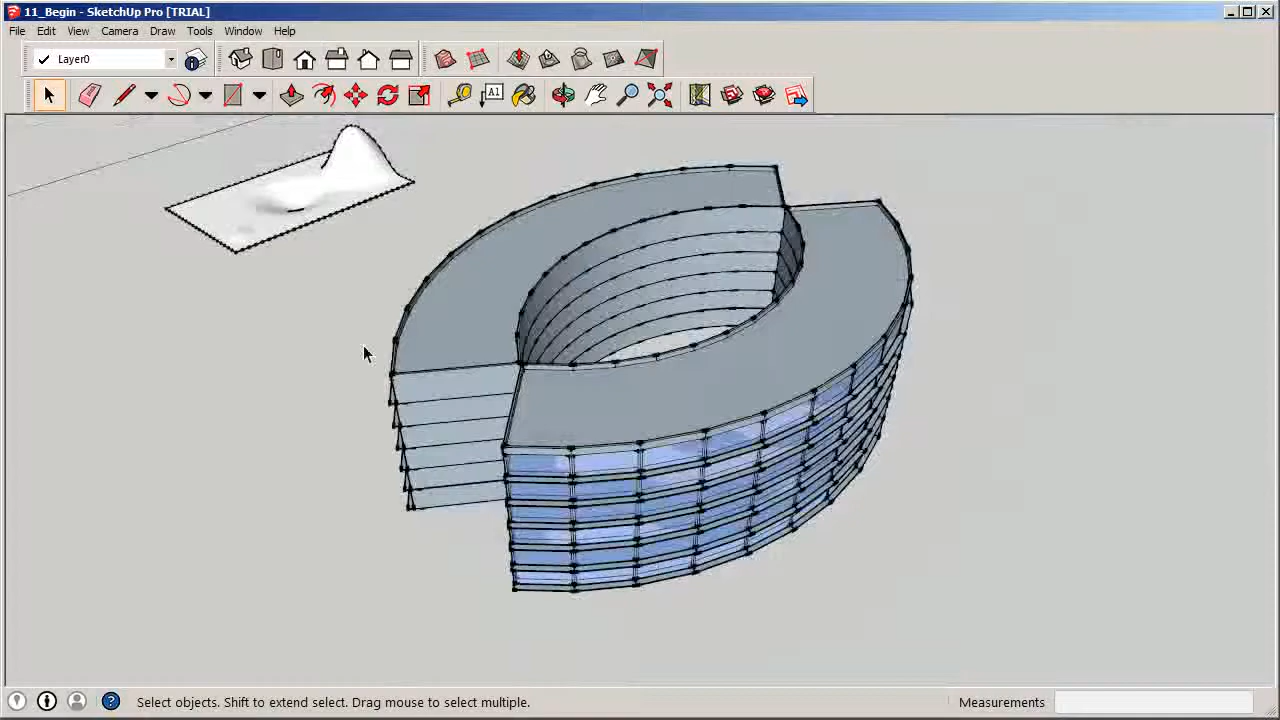 11_Begin - SketchUp Pro [TRIAL]
File Edit View Camera Draw Tools Window Help
Layer0
A1
Select objects. Shift to extend select. Drag mouse to select multiple.
Measurements